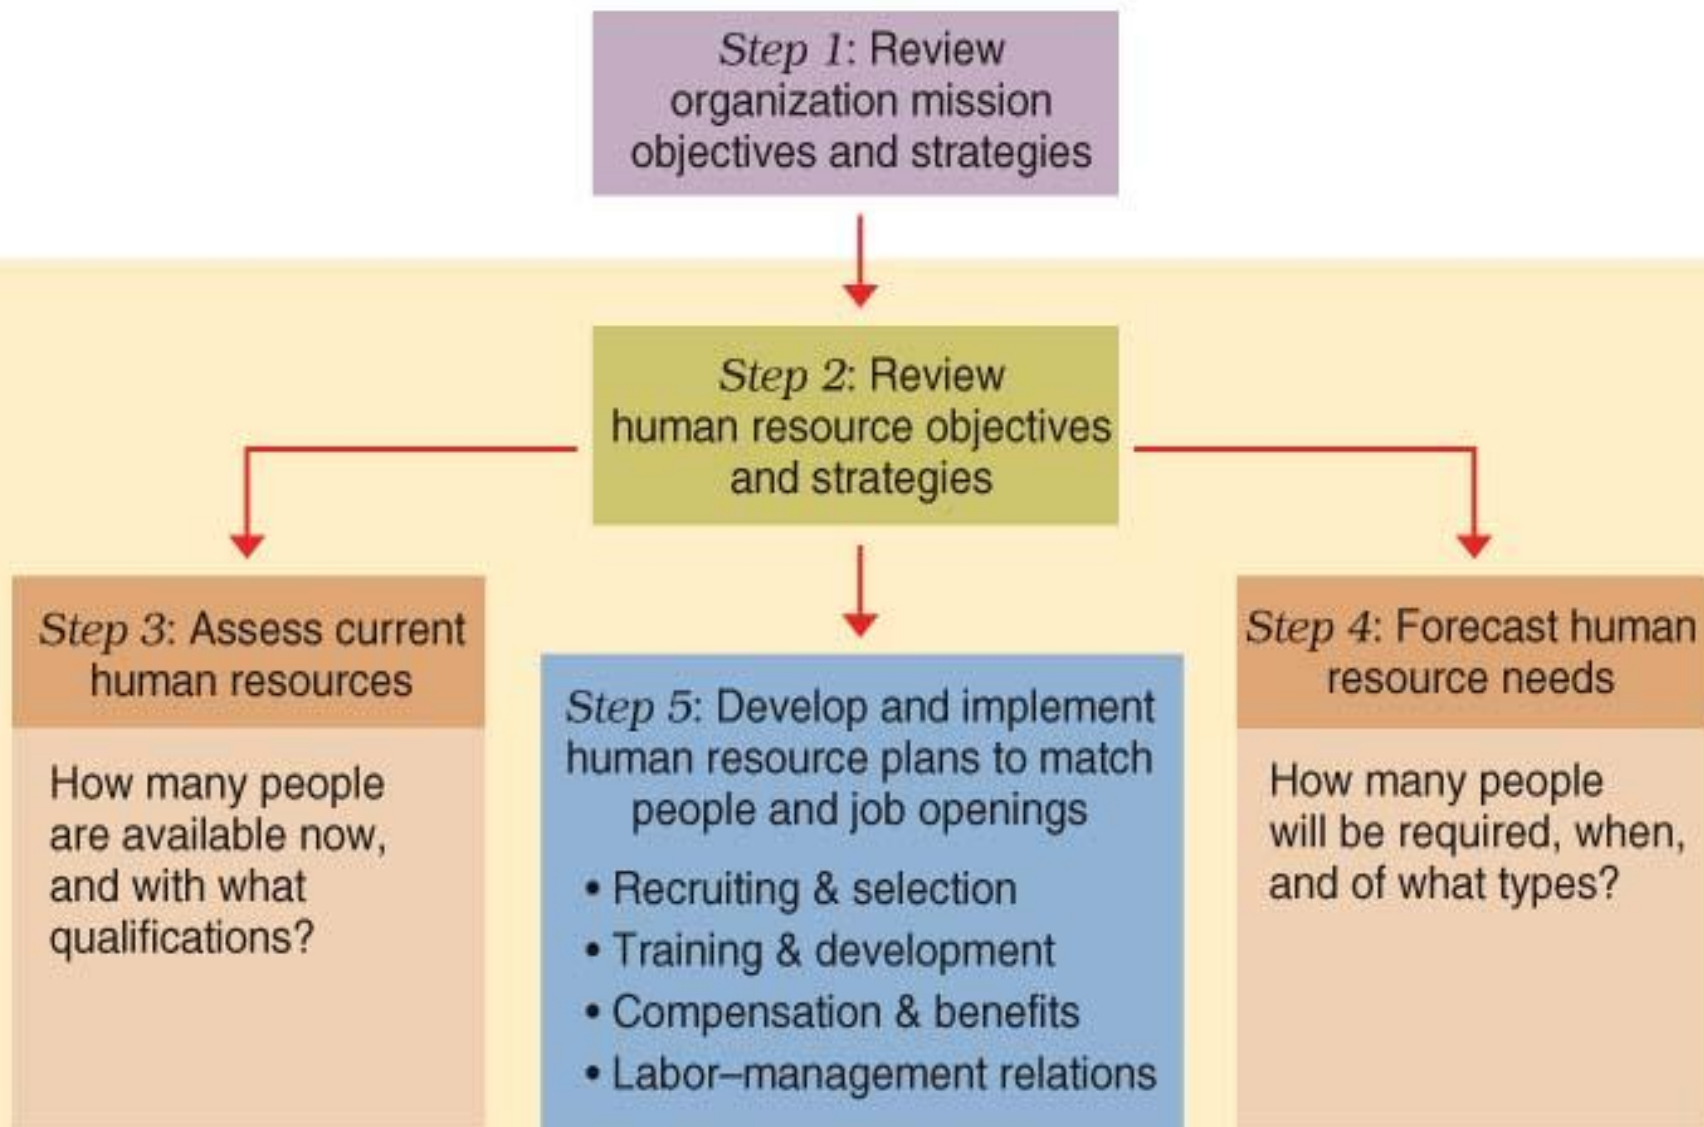 Step 1: Review
organization mission
objectives and strategies
Step 2: Review
human resource objectives
and strategies
Step 3: Assess current
human resources
How many people
are available now,
and with what
qualifications?
Step 5: Develop and implement
human resource plans to match
people and job openings
• Recruiting & selection
• Training & development
• Compensation & benefits
• Labor–management relations
Step 4: Forecast human
resource needs
How many people
will be required, when,
and of what types?